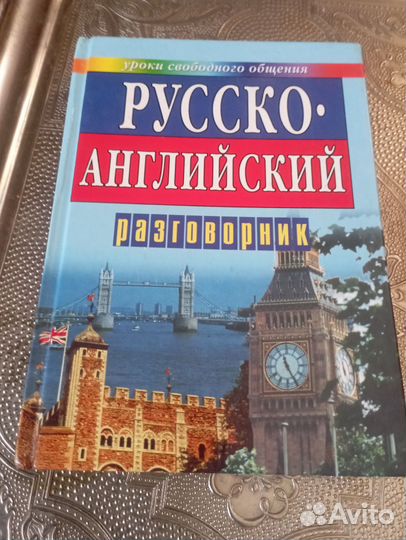 уроки свободного общения
РУССКО-
АНГЛИЙСКИЙ
разговорник
Avito